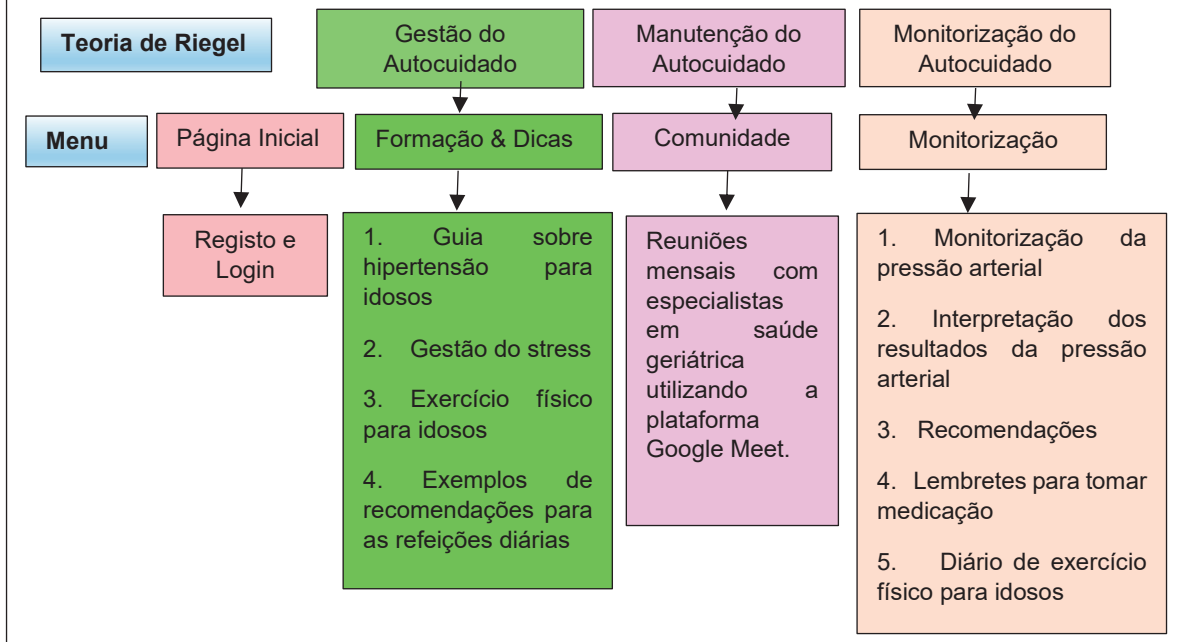 Teoria de Riegel
Gestão do
Autocuidado
Manutenção do
Autocuidado
Monitorização do
Autocuidado
Menu
Página Inicial
Formação & Dicas
Comunidade
Monitorização
Registo e
Login
1. Guia sobre
hipertensão para
idosos
2. Gestão do stress
3. Exercício físico
para idosos
4. Exemplos de
recomendações para
as refeições diárias
Reuniões
mensais com
especialistas
em saúde
geriátrica
utilizando a
plataforma
Google Meet.
1. Monitorização da
pressão arterial
2. Interpretação dos
resultados da pressão
arterial
3. Recomendações
4. Lembretes para tomar
medicação
5. Diário de exercício
físico para idosos